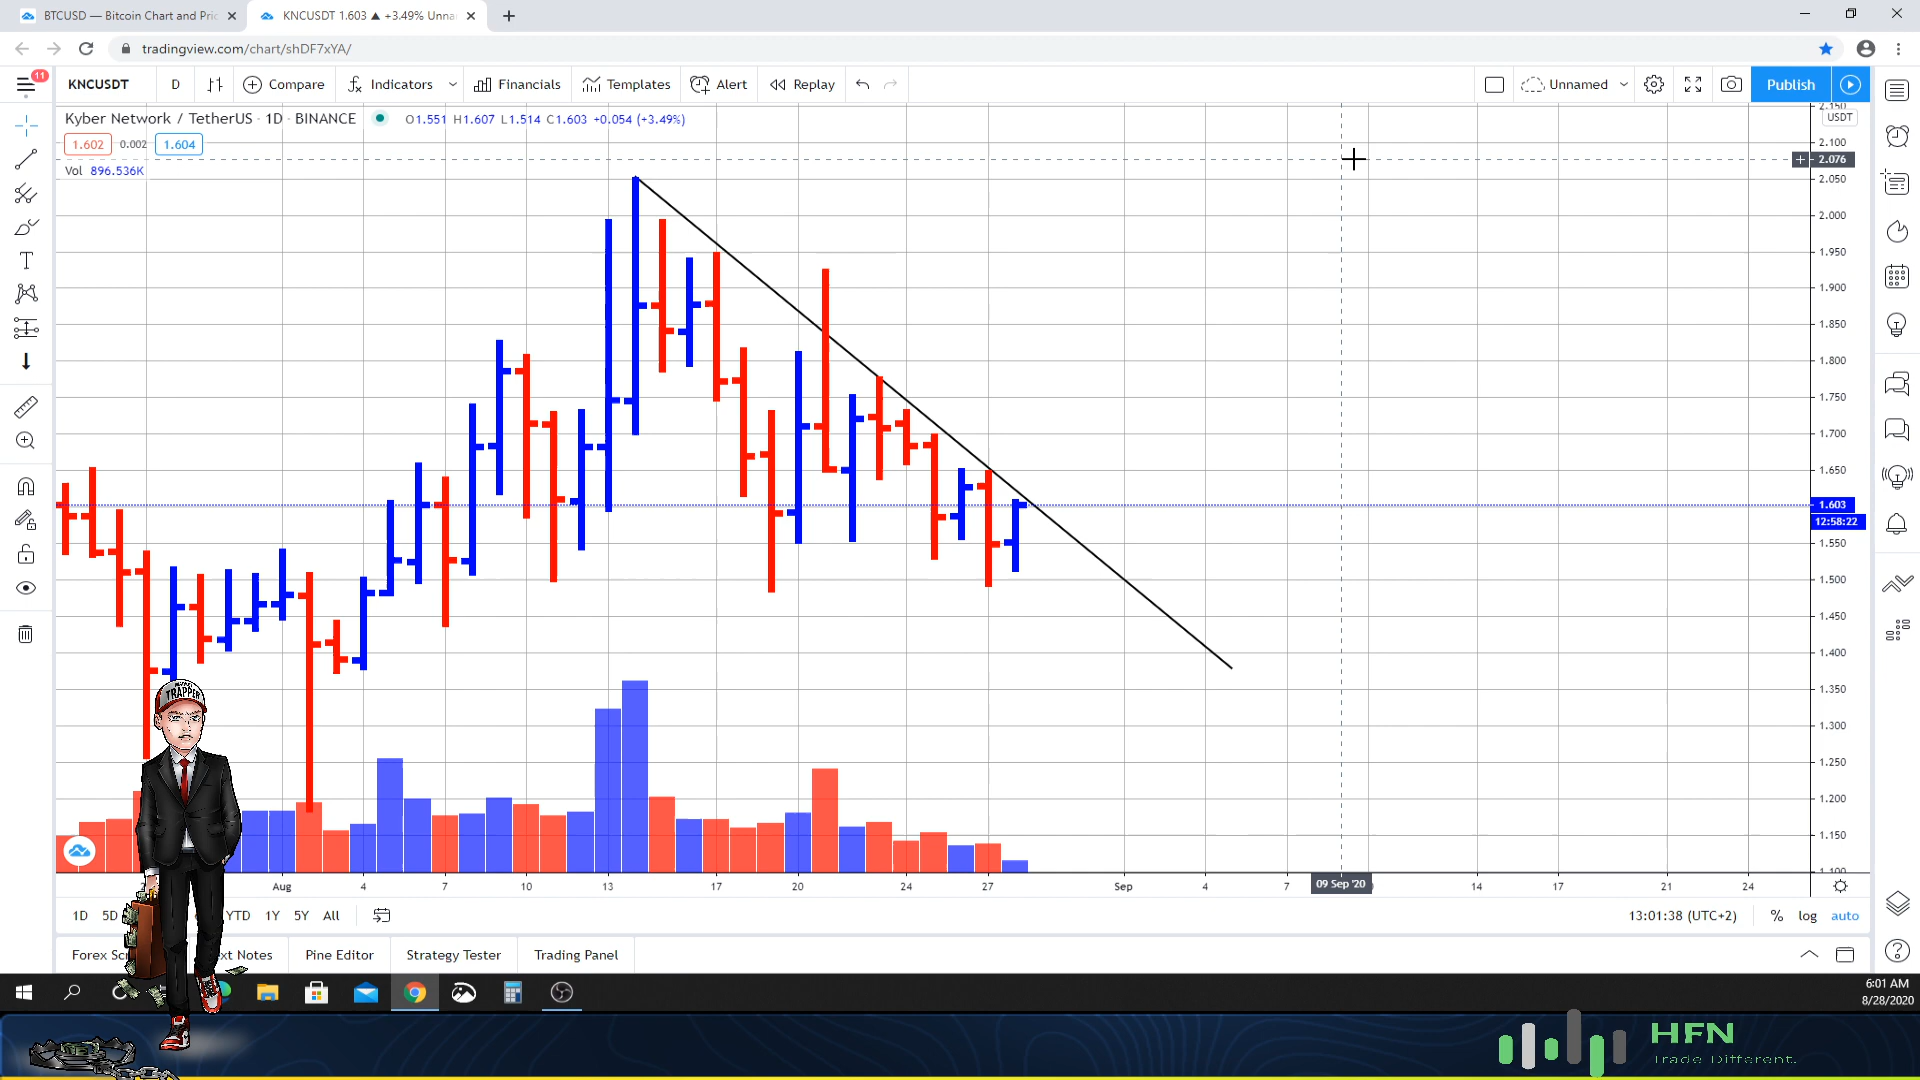 BTCUSD — Bitcoin Chart and Pric
KNCUSDT 1.603 ▲ +3.49% Unna
tradingview.com/chart/shDF7xYA/
11
KNCUSDT D Compare Indicators Financials Templates Alert Replay Unnamed Publish
Kyber Network / TetherUS · 1D · BINANCE O1.551 H1.607 L1.514 C1.603 +0.054 (+3.49%)
1.602 0.002 1.604
Vol 896.536K
2.150
USDT
2.100
2.076
2.050
2.000
1.950
1.900
1.850
1.800
1.750
1.700
1.650
1.603
12:58:22
1.550
1.500
1.450
1.400
1.350
1.300
1.250
1.200
1.150
1.100
Aug 4 7 10 13 17 20 24 27 Sep 4 7 09 Sep '20 14 17 21 24
1D 5D YTD 1Y 5Y All 13:01:38 (UTC+2) % log auto
Forex Sc ext Notes Pine Editor Strategy Tester Trading Panel
TRAPPER
6:01 AM
8/28/2020
HFN
Trade Different.